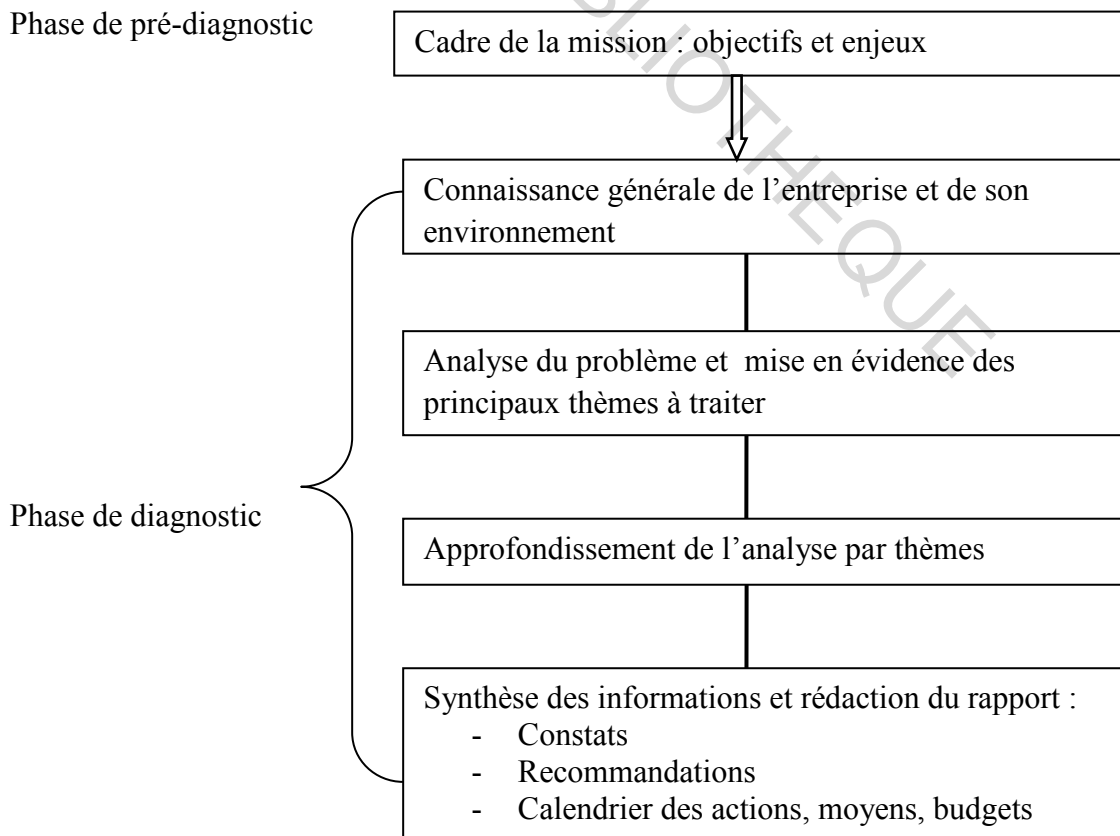 Phase de pré-diagnostic
Cadre de la mission : objectifs et enjeux
Connaissance générale de l’entreprise et de son
environnement
Analyse du problème et mise en évidence des
principaux thèmes à traiter
Phase de diagnostic
Approfondissement de l’analyse par thèmes
Synthèse des informations et rédaction du rapport :
- Constats
- Recommandations
- Calendrier des actions, moyens, budgets
BLIOTHEQUE